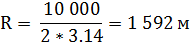 R = 10 000 / 2 * 3.14 = 1 592 м